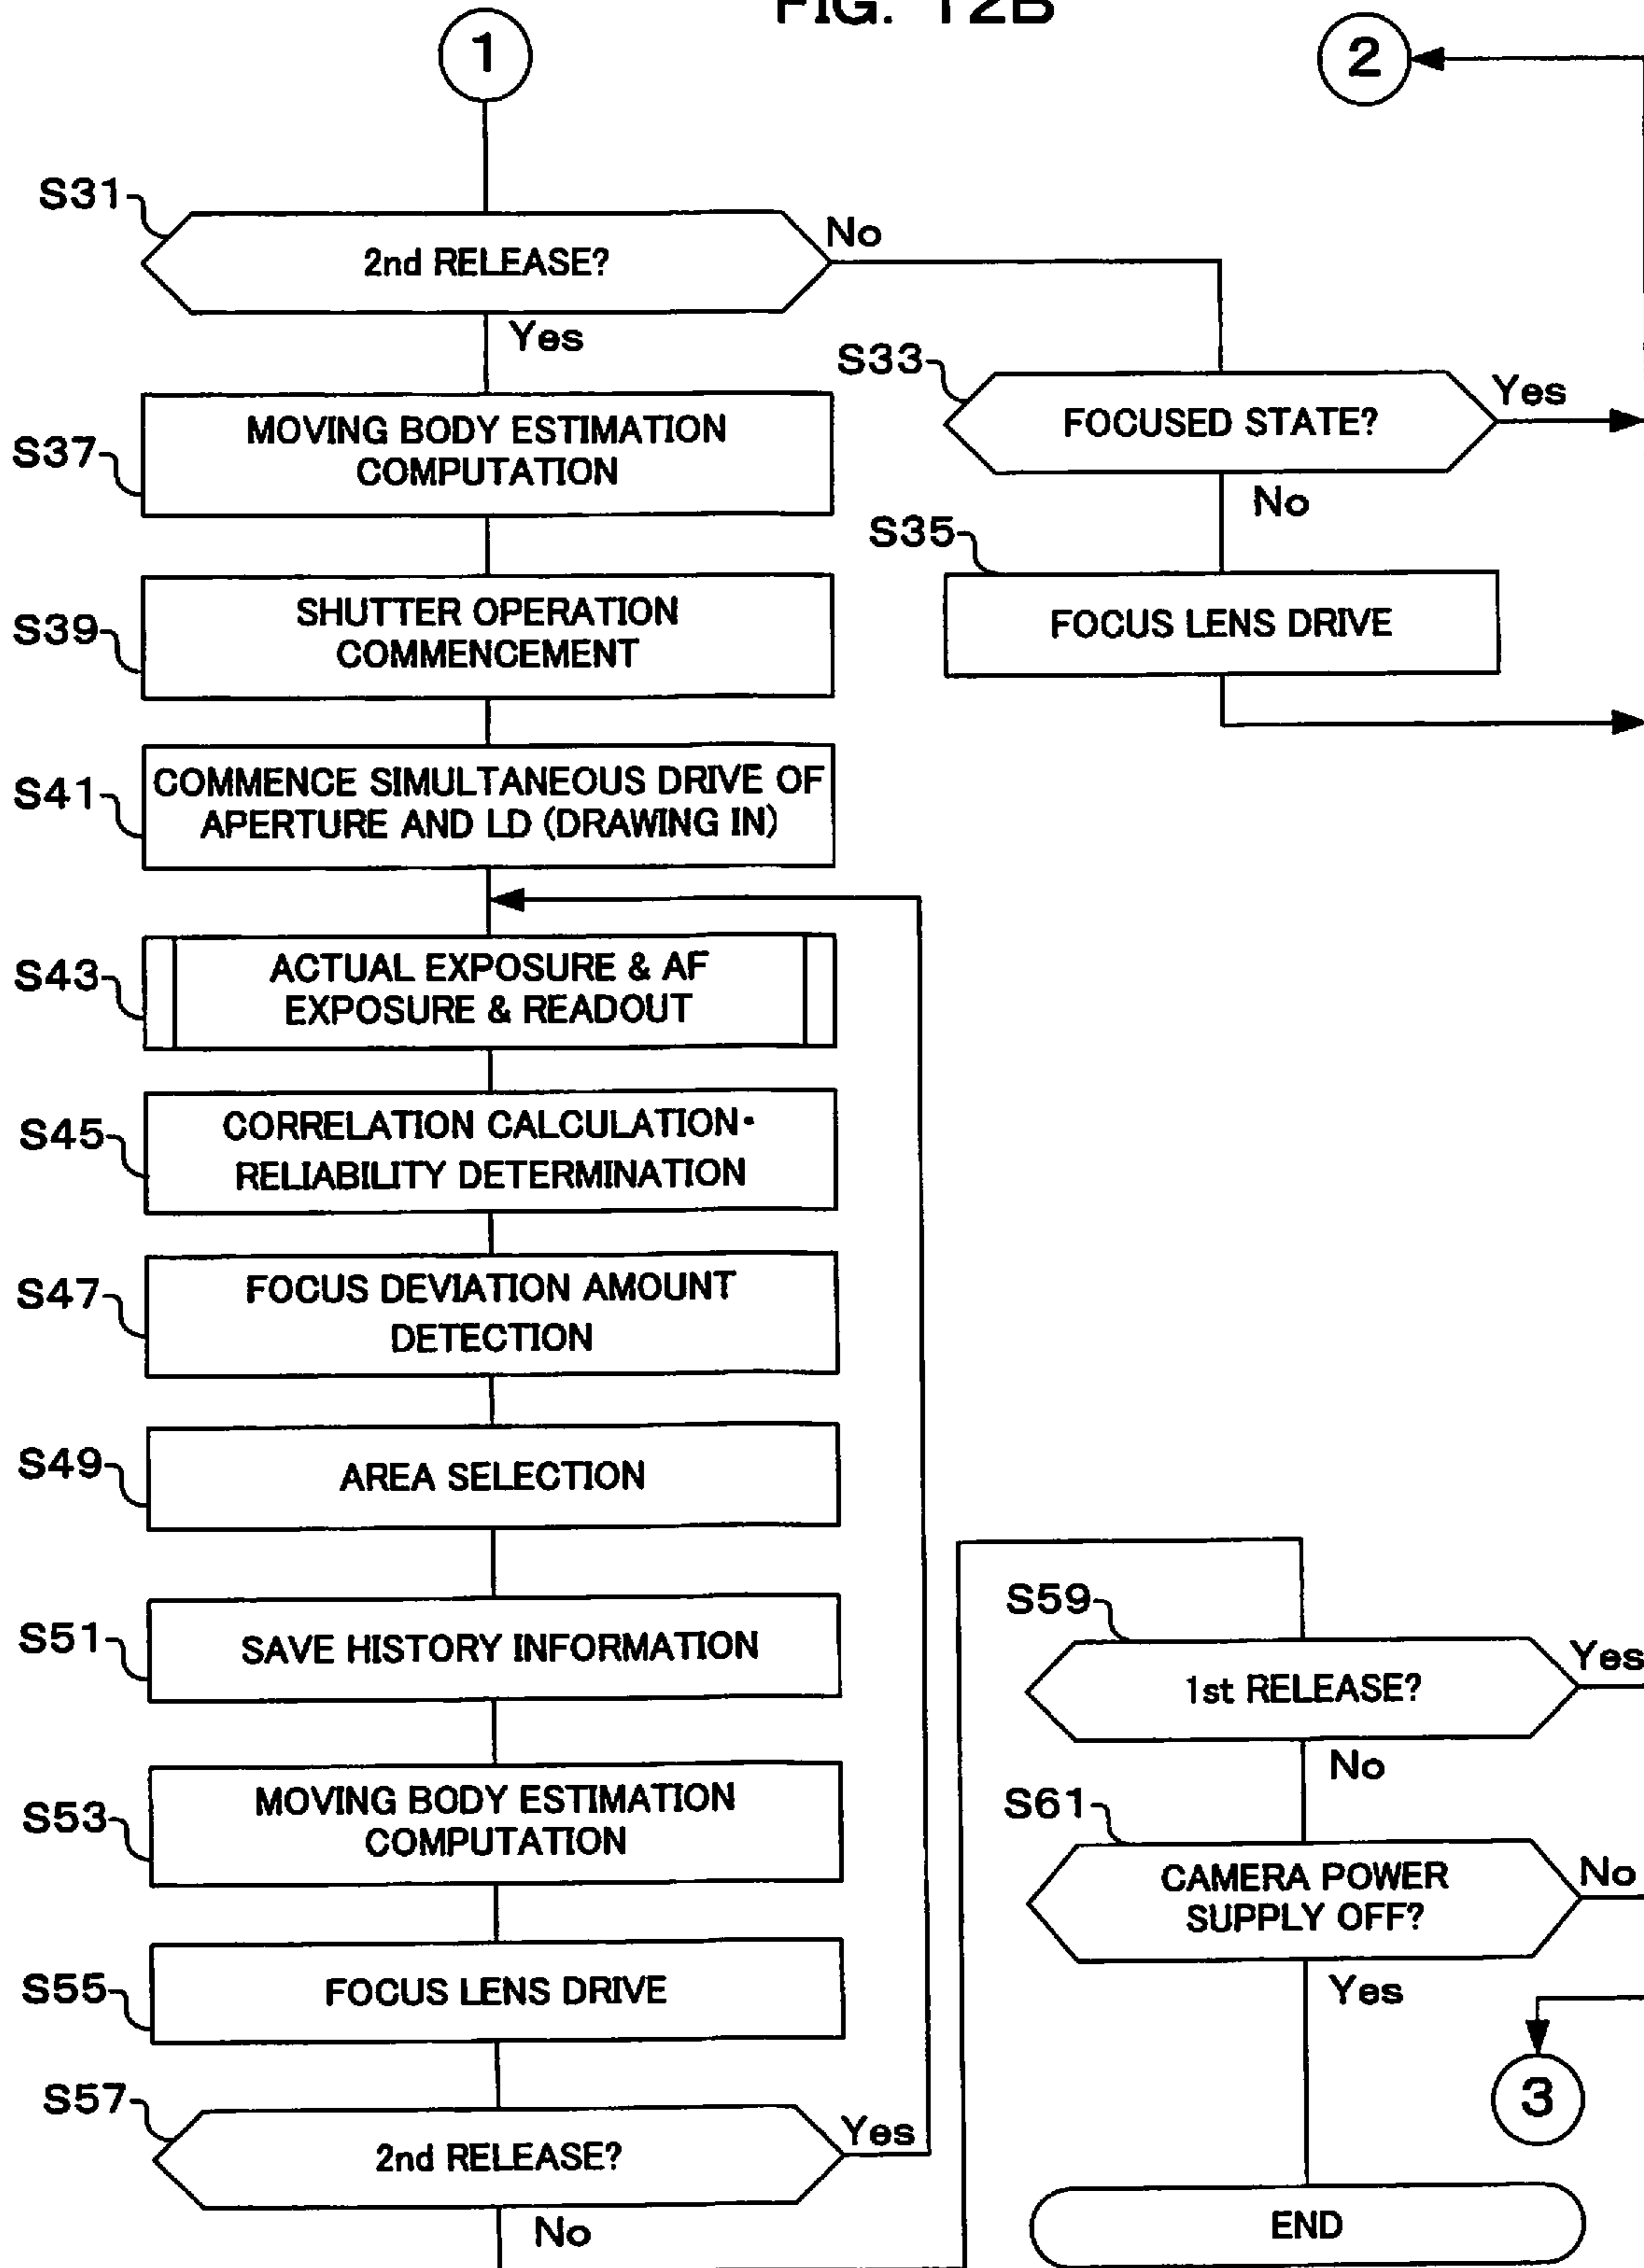 FIG. 12B
1
2
S31
2nd RELEASE?
No
Yes
S33
FOCUSED STATE?
Yes
No
S37
MOVING BODY ESTIMATION
COMPUTATION
S35
FOCUS LENS DRIVE
S39
SHUTTER OPERATION
COMMENCEMENT
S41
COMMENCE SIMULTANEOUS DRIVE OF
APERTURE AND LD (DRAWING IN)
S43
ACTUAL EXPOSURE & AF
EXPOSURE & READOUT
S45
CORRELATION CALCULATION·
RELIABILITY DETERMINATION
S47
FOCUS DEVIATION AMOUNT
DETECTION
S49
AREA SELECTION
S51
SAVE HISTORY INFORMATION
S53
MOVING BODY ESTIMATION
COMPUTATION
S55
FOCUS LENS DRIVE
S57
2nd RELEASE?
Yes
No
S59
1st RELEASE?
Yes
No
S61
CAMERA POWER
SUPPLY OFF?
No
Yes
3
END